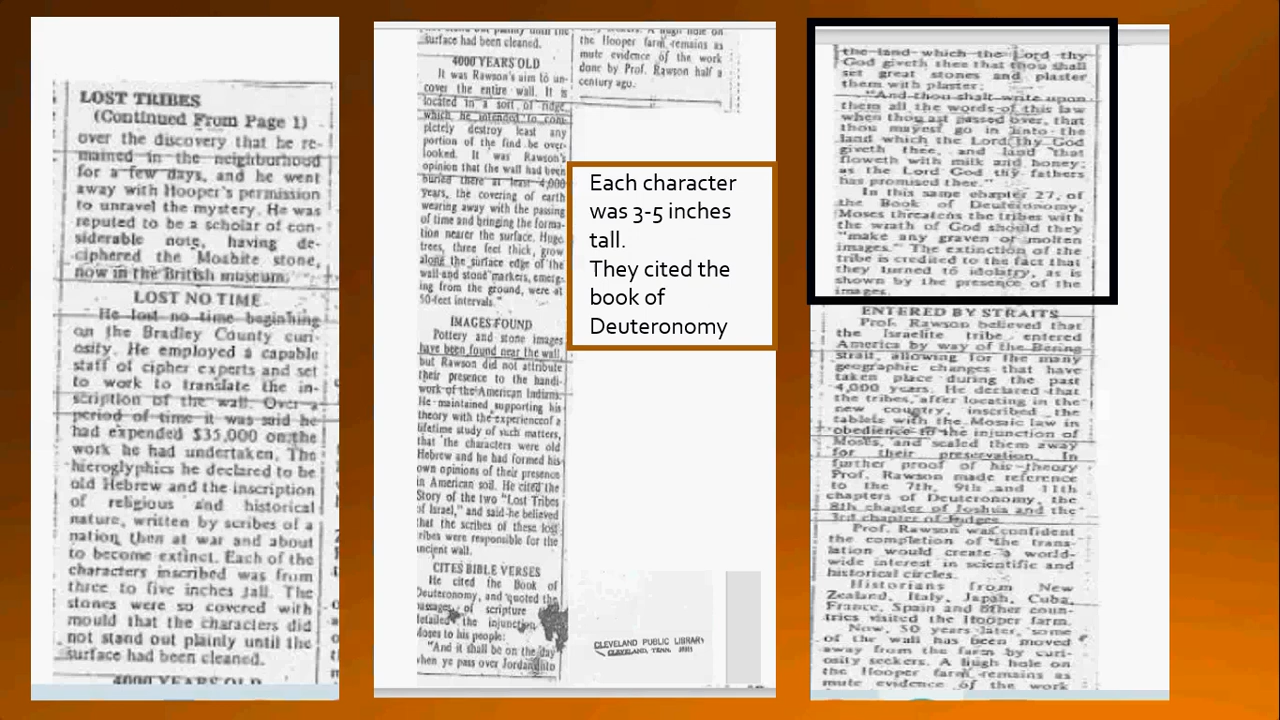 LOST TRIBES
(Continued From Page 1)
over the discovery that he re-
mained in the neighborhood
for a few days, and he went
away with Hooper's permission
to unravel the mystery. He was
reputed to be a scholar of con-
siderable note, having de-
ciphered the Moabite stone,
now in the British museum.
LOST NO TIME
He lost no time beginning
on the Bradley County curi-
osity. He employed a capable
staff of cipher experts and set
to work to translate the in-
scription of the wall. Over a
period of time it was said he
had expended $35,000 on the
work he had undertaken. The
hieroglyphics he declared to be
old Hebrew and the inscription
of religious and historical
nature, written by scribes of a
nation then at war and about
to become extinct. Each of the
characters inscribed was from
three to five inches tall. The
stones were so covered with
mould that the characters did
not stand out plainly until the
surface had been cleaned.
4000 YEARS OLD
surface had been cleaned.
4000 YEARS OLD
It was Rawson's aim to un-
cover the entire wall. It is
located in a sort of ridge
which he intended to com-
pletely destroy least any
portion of the find be over-
looked. It was Rawson's
opinion that the wall had been
buried there at least 4,000
years, the covering of earth
wearing away with the passing
of time and bringing the forma-
tion nearer the surface. Huge
trees, three feet thick, grow
along the surface edge of the
wall and stone markers, emerg-
ing from the ground, were at
50-feet intervals."
IMAGES FOUND
Pottery and stone images
have been found near the wall,
but Rawson did not attribute
their presence to the handi-
work of the American Indians.
He maintained supporting his
theory with the experience of a
lifetime study of such matters,
that the characters were old
Hebrew and he had formed his
own opinions of their presence
in American soil. He cited the
Story of the two "Lost Tribes
of Israel," and said he believed
that the scribes of these lost
tribes were responsible for the
ancient wall.
CITES BIBLE VERSES
He cited the Book of
Deuteronomy, and quoted the
passages of scripture
detailed the injunction
Moses to his people:
"And it shall be on the day
when ye pass over Jordan
the Hooper farm remains as
mute evidence of the work
done by Prof. Rawson half a
century ago.
Each character
was 3-5 inches
tall.
They cited the
book of
Deuteronomy
CLEVELAND PUBLIC LIBRARY
CLEVELAND, TENN.
the land which the Lord thy
God giveth thee that thou shall
set great stones and plaster
them with plaster;
"And thou shalt write upon
them all the words of this law
when thou ast passed over, that
thou mayest go in unto the
land which the Lord thy God
giveth thee, and land that
floweth with milk and honey;
as the Lord God thy fathers
has promised thee."
In this same chapter 27, of
the Book of Deuteronomy,
Moses threatens the tribes with
the wrath of God should they
"make any graven of molten
images." The extinction of the
tribe is credited to the fact that
they turned to idolatry, as is
shown by the presence of the
images.
ENTERED BY STRAITS
Prof. Rawson believed that
the Israelite tribe entered
America by way of the Bering
strait, allowing for the many
geographic changes that have
taken place during the past
4,000 years. He declared that
the tribes, after locating in the
new country, inscribed the
tablets with the Mosaic law in
obedience to the injunction of
Moses, and sealed them away
for their preservation. In
further proof of his theory
Prof. Rawson made reference
to the 7th, 9th and 11th
chapters of Deuteronomy, the
8th chapter of Joshua and the
3rd chapter of Judges.
Prof. Rawson was confident
the completion of the trans-
lation would create a world-
wide interest in scientific and
historical circles.
Historians from New
Zealand, Italy, Japan, Cuba,
France, Spain and other coun-
tries visited the Hooper farm.
Now, 50 years later, some
of the wall has been moved
away from the farm by curi-
osity seekers. A hugh hole on
the Hooper farm remains as
mute evidence of the work